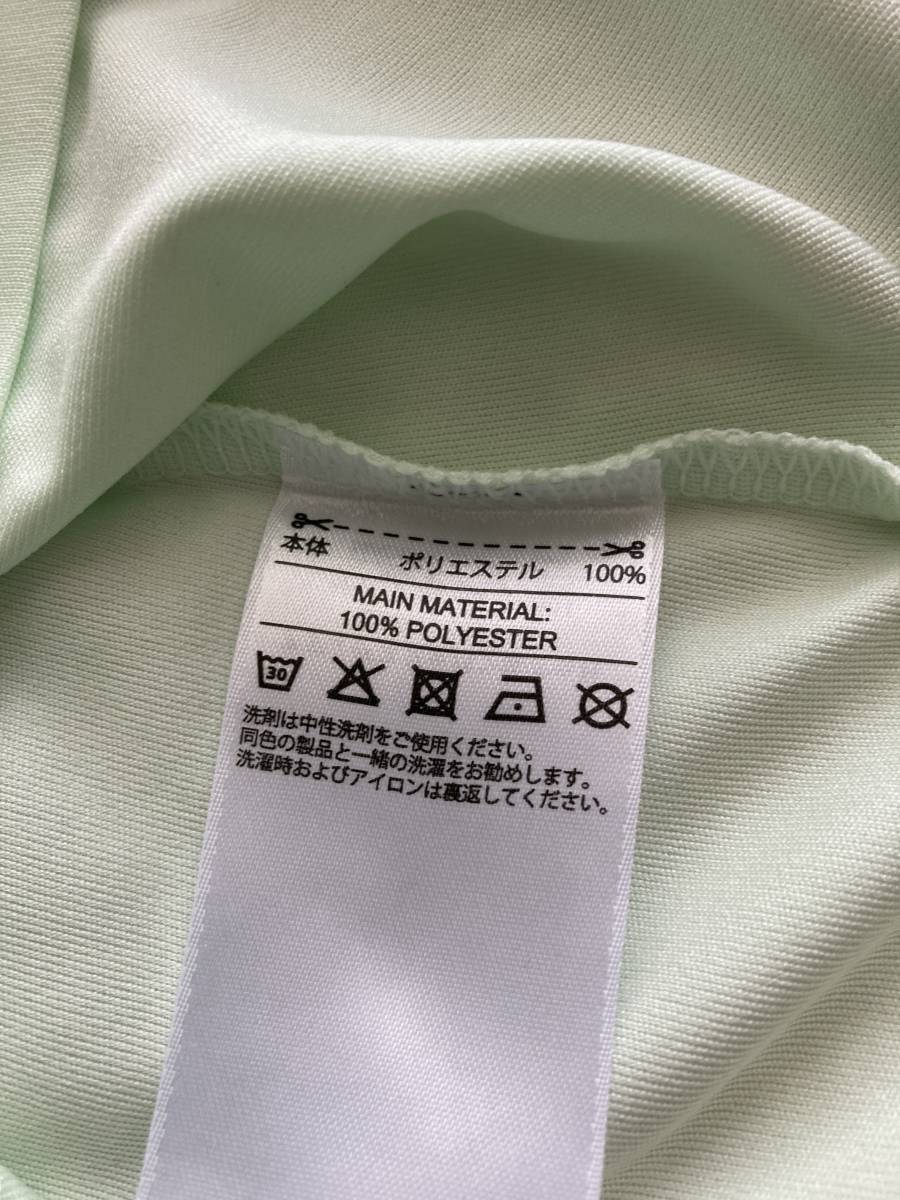 本体 ポリエステル 100%
MAIN MATERIAL:
100% POLYESTER
30
洗剤は中性洗剤をご使用ください。
同色の製品と一緒の洗濯をお勧めします。
洗濯時およびアイロンは裏返してください。